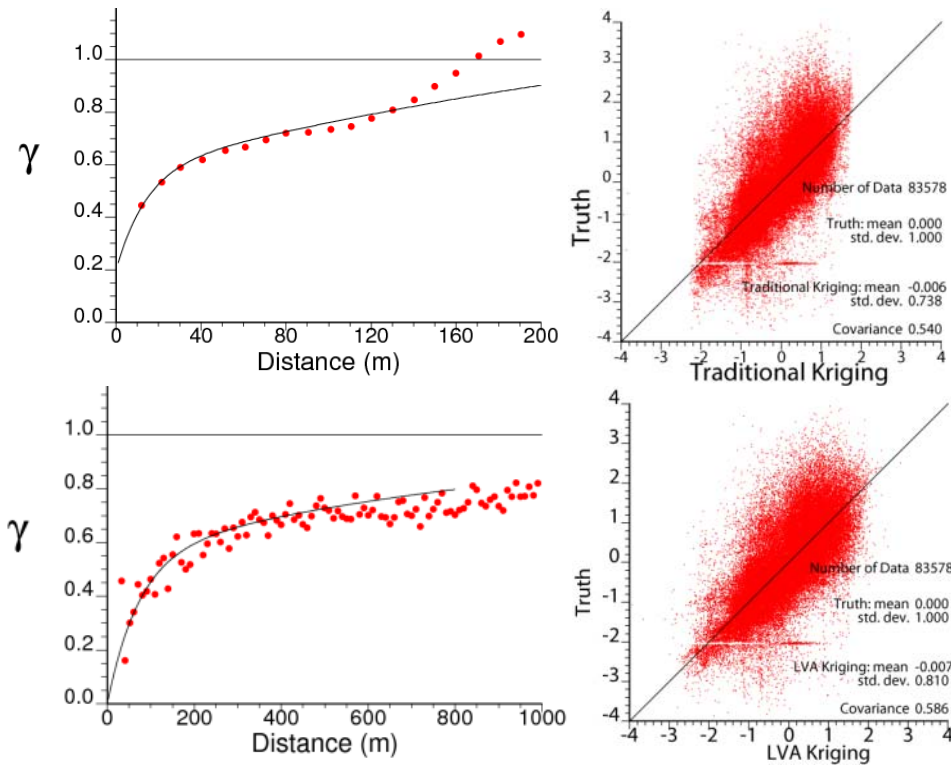 γ
1.0
0.8
0.6
0.4
0.2
0.0
0 40 80 120 160 200
Distance (m)
Truth
4
3
2
1
0
-1
-2
-3
-4
Number of Data 83578
Truth: mean 0.000
std. dev. 1.000
Traditional Kriging: mean -0.006
std. dev. 0.738
Covariance 0.540
-4 -3 -2 -1 0 1 2 3 4
Traditional Kriging
γ
1.0
0.8
0.6
0.4
0.2
0.0
0 200 400 600 800 1000
Distance (m)
Truth
4
3
2
1
0
-1
-2
-3
-4
Number of Data 83578
Truth: mean 0.000
std. dev. 1.000
LVA Kriging: mean -0.007
std. dev. 0.810
Covariance 0.586
-4 -3 -2 -1 0 1 2 3 4
LVA Kriging